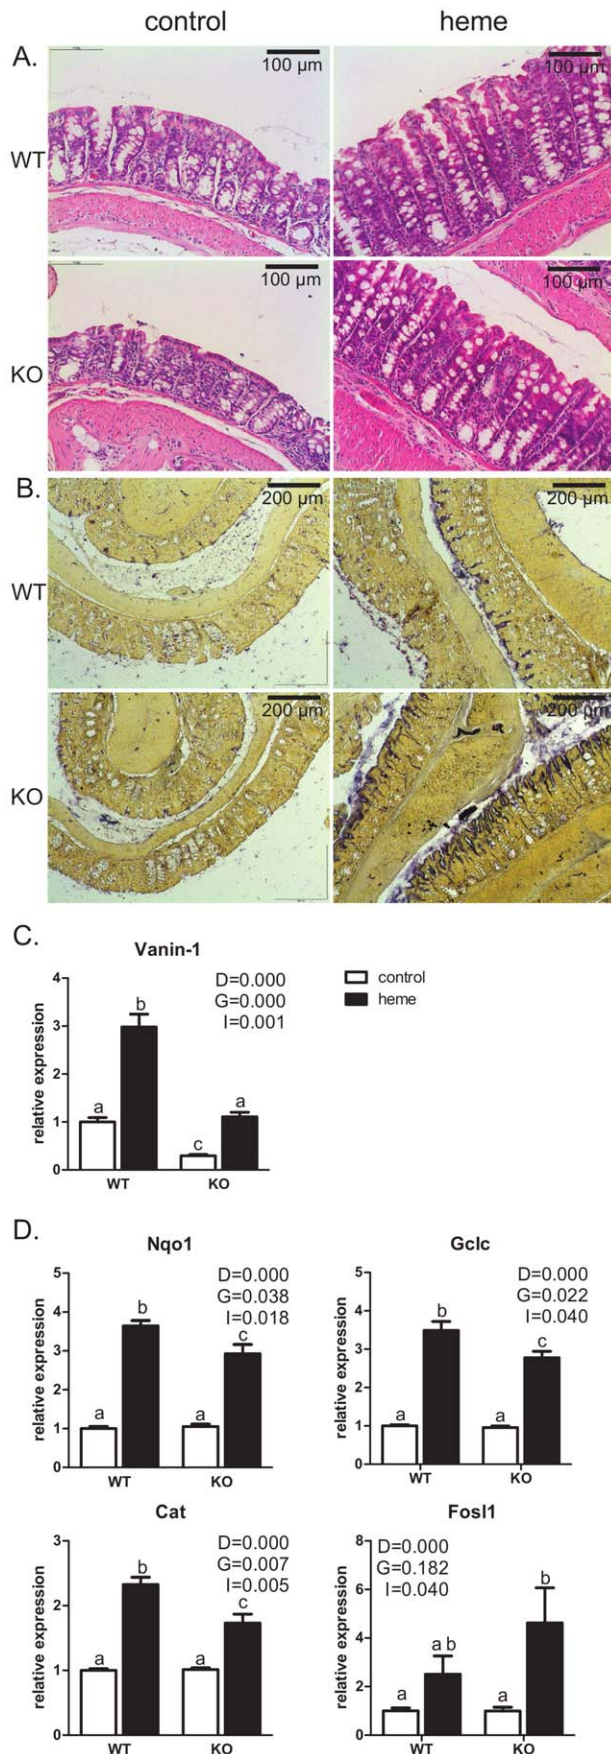 control heme
A.
100 µm 100 µm
WT
100 µm 100 µm
KO
B.
200 µm 200 µm
WT
200 µm 200 µm
KO
C.
Vanin-1
D=0.000
G=0.000
I=0.001
control
heme
relative expression
4
3
2
1
0
a b c a
WT KO
D.
Nqo1
D=0.000
G=0.038
I=0.018
relative expression
5
4
3
2
1
0
a b a c
WT KO
Gclc
D=0.000
G=0.022
I=0.040
relative expression
5
4
3
2
1
0
a b a c
WT KO
Cat
D=0.000
G=0.007
I=0.005
relative expression
3
2
1
0
a b a c
WT KO
Fosl1
D=0.000
G=0.182
I=0.040
relative expression
8
6
4
2
0
a a b a b
WT KO